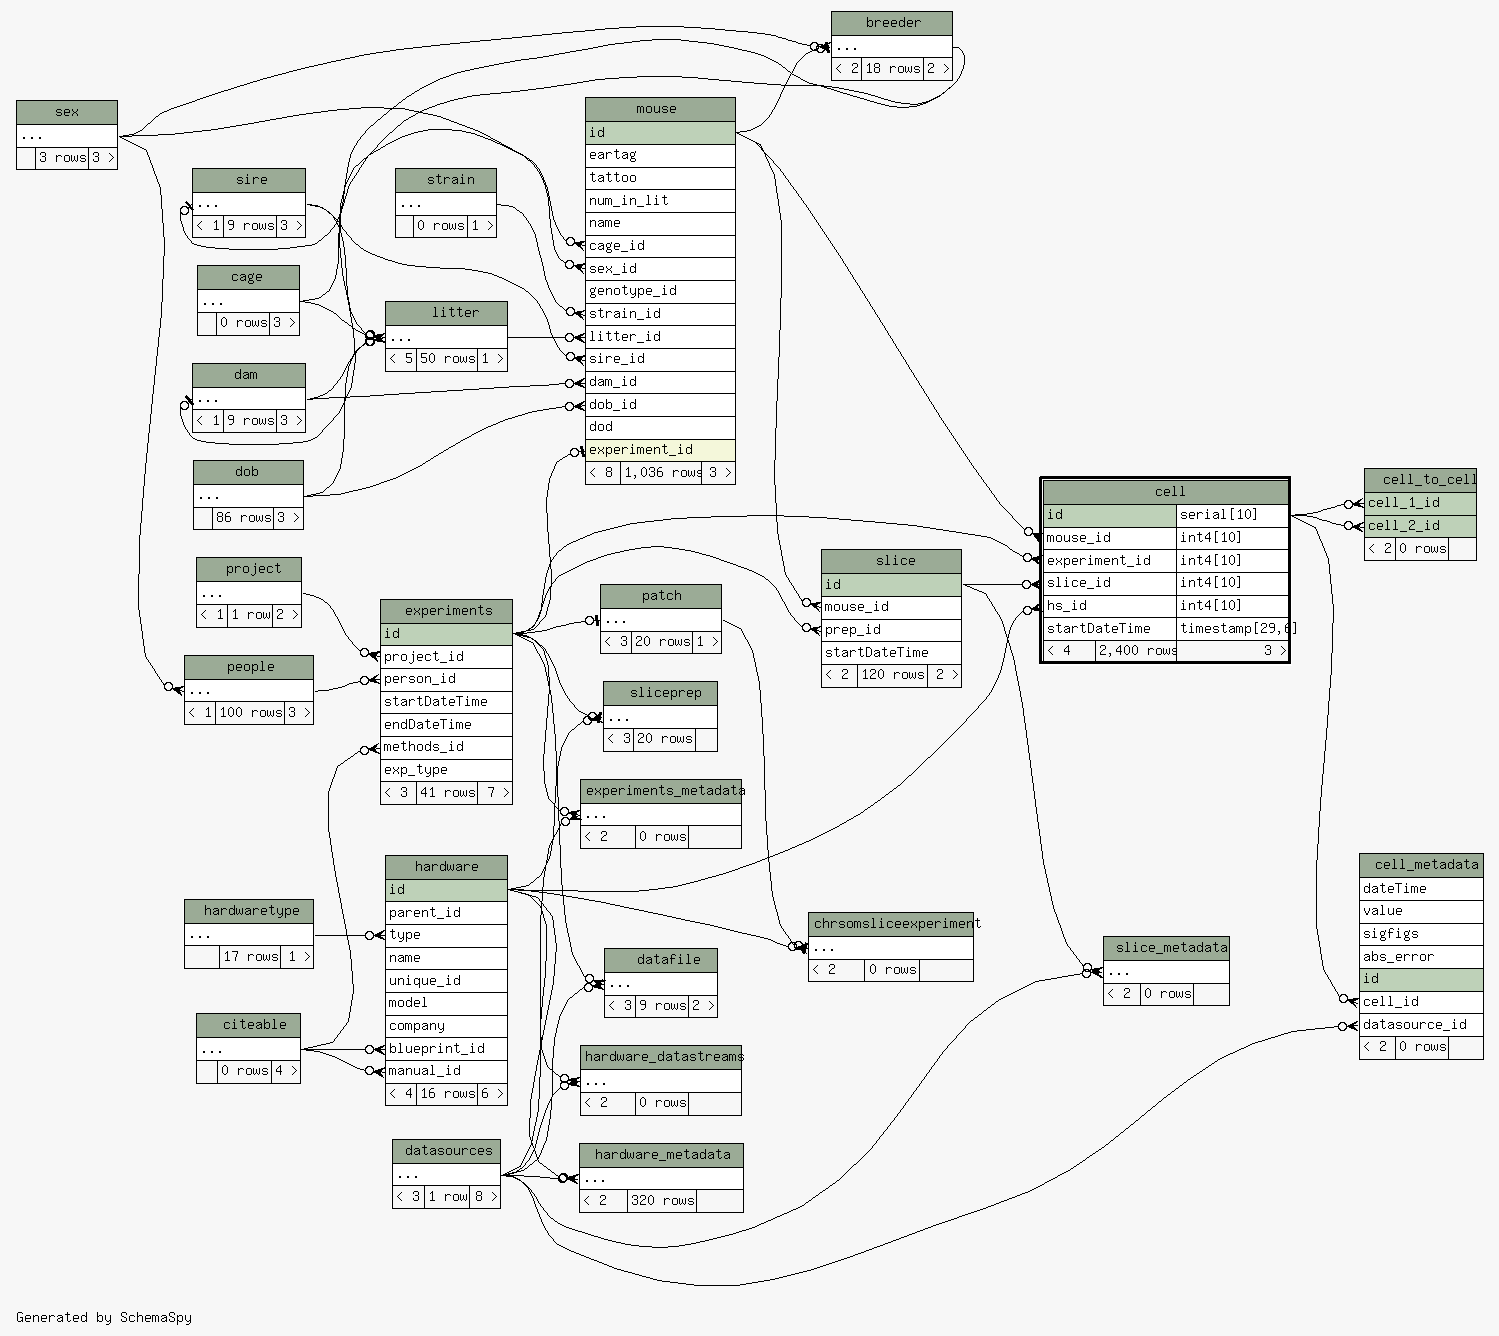 breeder
...
< 2 18 rows 2 >
sex
...
3 rows 3 >
mouse
id
eartag
tattoo
num_in_lit
name
cage_id
sex_id
genotype_id
strain_id
litter_id
sire_id
dam_id
dob_id
dod
experiment_id
< 8 1,036 rows 3 >
sire
...
< 1 9 rows 3 >
strain
...
0 rows 1 >
cage
...
0 rows 3 >
litter
...
< 5 50 rows 1 >
dam
...
< 1 9 rows 3 >
dob
...
86 rows 3 >
cell
id serial[10]
mouse_id int4[10]
experiment_id int4[10]
slice_id int4[10]
hs_id int4[10]
startDateTime timestamp[29,6]
< 4 2,400 rows 3 >
cell_to_cell
cell_1_id
cell_2_id
< 2 0 rows
project
...
< 1 1 row 2 >
slice
id
mouse_id
prep_id
startDateTime
< 2 120 rows 2 >
patch
...
< 3 20 rows 1 >
experiments
id
project_id
person_id
startDateTime
endDateTime
methods_id
exp_type
< 3 41 rows 7 >
people
...
< 1 100 rows 3 >
sliceprep
...
< 3 20 rows
experiments_metadata
...
< 2 0 rows
hardware
id
parent_id
type
name
unique_id
model
company
blueprint_id
manual_id
< 4 16 rows 6 >
cell_metadata
dateTime
value
sigfigs
abs_error
id
cell_id
datasource_id
< 2 0 rows
hardwaretype
...
17 rows 1 >
chrsomsliceexperiment
...
< 2 0 rows
slice_metadata
...
< 2 0 rows
datafile
...
< 3 9 rows 2 >
citeable
...
0 rows 4 >
hardware_datastreams
...
< 2 0 rows
datasources
...
< 3 1 row 8 >
hardware_metadata
...
< 2 320 rows
Generated by SchemaSpy